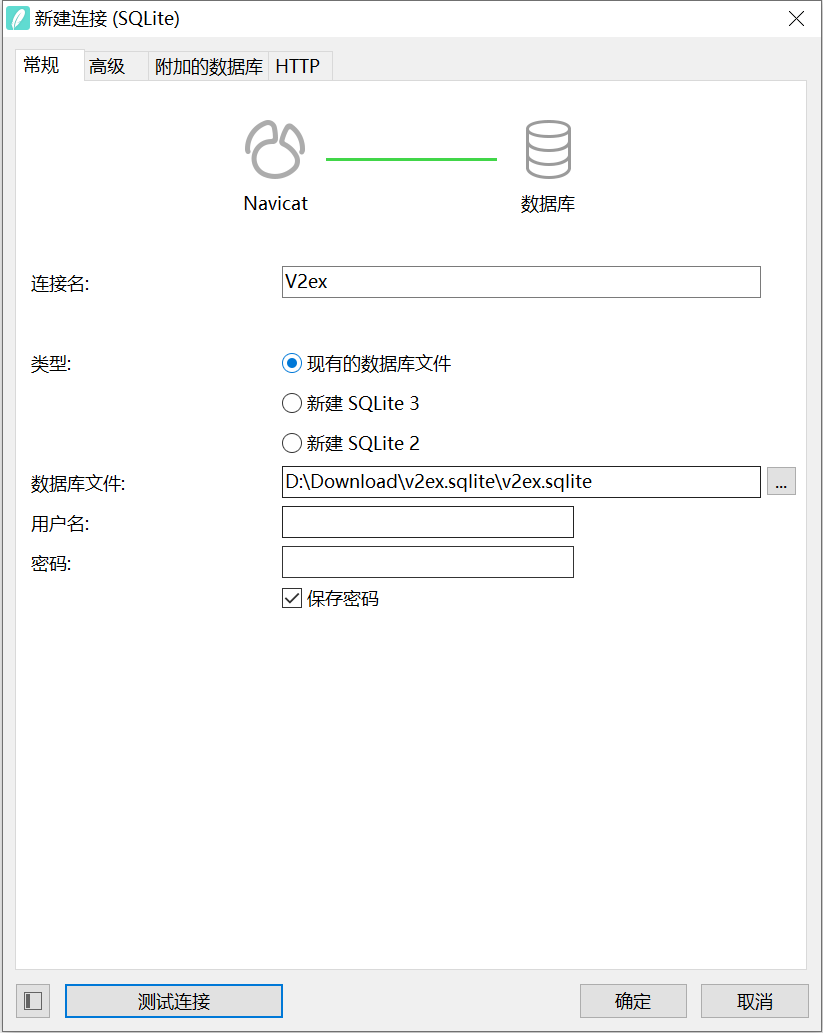 新建连接 (SQLite)
常规 高级 附加的数据库 HTTP
Navicat 数据库
连接名: V2ex
类型: 现有的数据库文件
新建 SQLite 3
新建 SQLite 2
数据库文件: D:\Download\v2ex.sqlite\v2ex.sqlite ...
用户名:
密码:
保存密码
测试连接 确定 取消